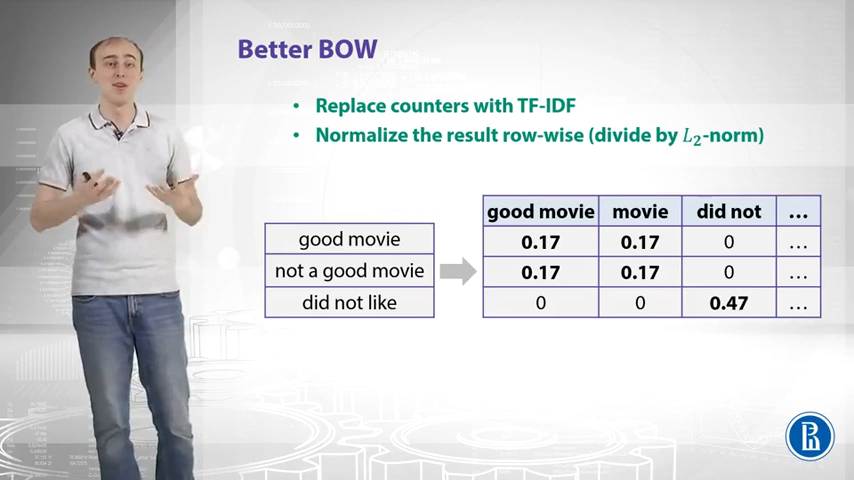 Better BOW
• Replace counters with TF-IDF
• Normalize the result row-wise (divide by L₂-norm)
good movie
not a good movie
did not like
good movie movie did not ...
0.17 0.17 0 ...
0.17 0.17 0 ...
0 0 0.47 ...